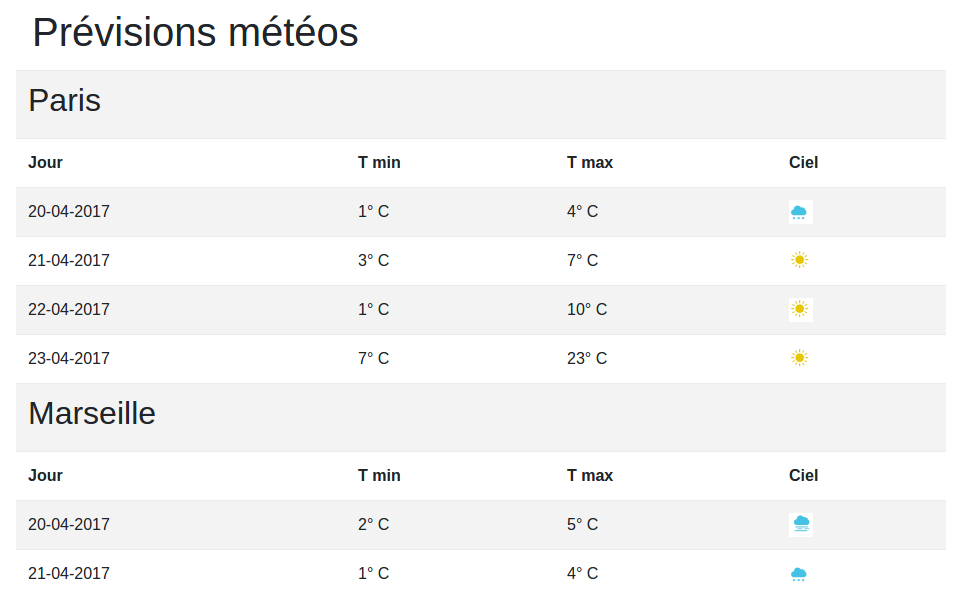 Prévisions météos
Paris
Jour T min T max Ciel
20-04-2017 1° C 4° C
21-04-2017 3° C 7° C
22-04-2017 1° C 10° C
23-04-2017 7° C 23° C
Marseille
Jour T min T max Ciel
20-04-2017 2° C 5° C
21-04-2017 1° C 4° C